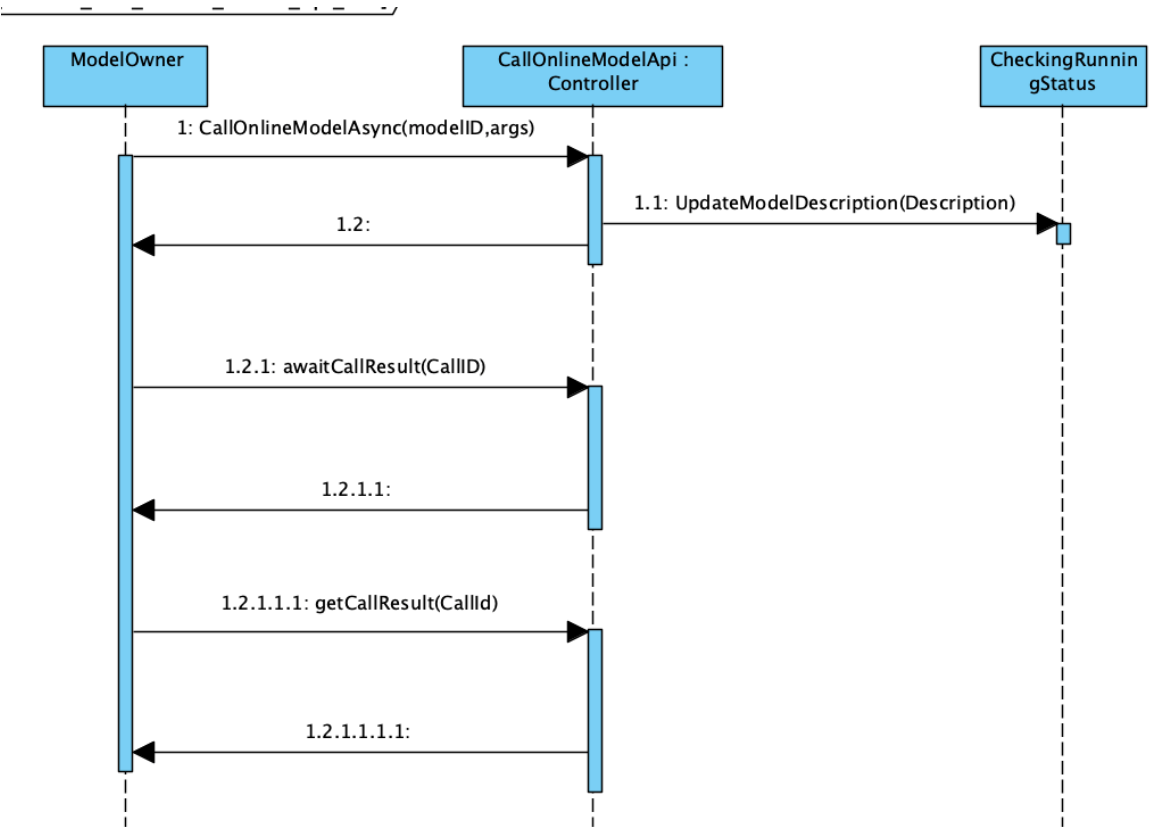 ModelOwner
CallOnlineModelApi :
Controller
CheckingRunnin
gStatus
1: CallOnlineModelAsync(modelID,args)
1.1: UpdateModelDescription(Description)
1.2:
1.2.1: awaitCallResult(CallID)
1.2.1.1:
1.2.1.1.1: getCallResult(CallId)
1.2.1.1.1.1: